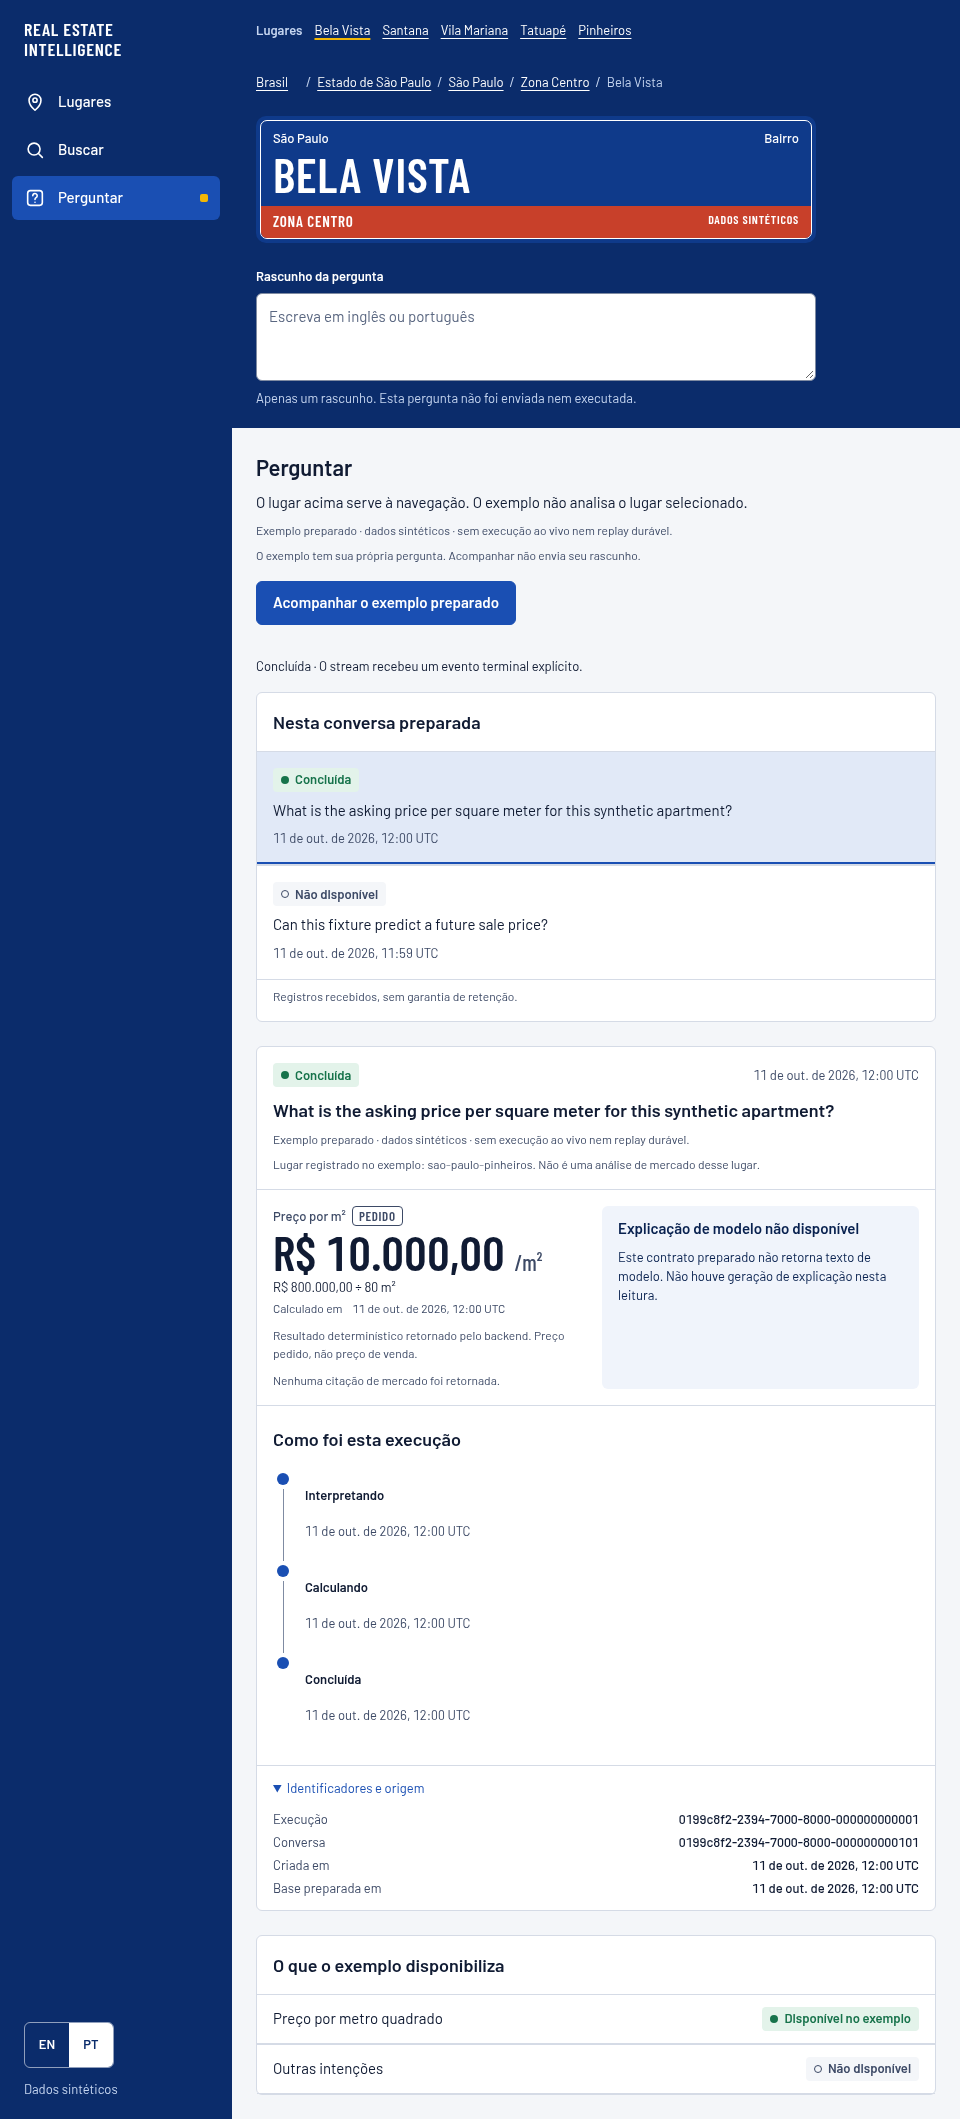 REAL ESTATE
INTELLIGENCE
Lugares
Buscar
Perguntar
EN PT
Dados sintéticos
Lugares Bela Vista Santana Vila Mariana Tatuapé Pinheiros
Brasil / Estado de São Paulo / São Paulo / Zona Centro / Bela Vista
São Paulo Bairro
BELA VISTA
ZONA CENTRO DADOS SINTÉTICOS
Rascunho da pergunta
Escreva em inglês ou português
Apenas um rascunho. Esta pergunta não foi enviada nem executada.
Perguntar
O lugar acima serve à navegação. O exemplo não analisa o lugar selecionado.
Exemplo preparado · dados sintéticos · sem execução ao vivo nem replay durável.
O exemplo tem sua própria pergunta. Acompanhar não envia seu rascunho.
Acompanhar o exemplo preparado
Concluída · O stream recebeu um evento terminal explícito.
Nesta conversa preparada
Concluída
What is the asking price per square meter for this synthetic apartment?
11 de out. de 2026, 12:00 UTC
Não disponível
Can this fixture predict a future sale price?
11 de out. de 2026, 11:59 UTC
Registros recebidos, sem garantia de retenção.
Concluída 11 de out. de 2026, 12:00 UTC
What is the asking price per square meter for this synthetic apartment?
Exemplo preparado · dados sintéticos · sem execução ao vivo nem replay durável.
Lugar registrado no exemplo: sao-paulo-pinheiros. Não é uma análise de mercado desse lugar.
Preço por m² PEDIDO
R$ 10.000,00 /m²
R$ 800.000,00 ÷ 80 m²
Calculado em 11 de out. de 2026, 12:00 UTC
Resultado determinístico retornado pelo backend. Preço
pedido, não preço de venda.
Nenhuma citação de mercado foi retornada.
Explicação de modelo não disponível
Este contrato preparado não retorna texto de
modelo. Não houve geração de explicação nesta
leitura.
Como foi esta execução
Interpretando
11 de out. de 2026, 12:00 UTC
Calculando
11 de out. de 2026, 12:00 UTC
Concluída
11 de out. de 2026, 12:00 UTC
Identificadores e origem
Execução 0199c8f2-2394-7000-8000-000000000001
Conversa 0199c8f2-2394-7000-8000-000000000101
Criada em 11 de out. de 2026, 12:00 UTC
Base preparada em 11 de out. de 2026, 12:00 UTC
O que o exemplo disponibiliza
Preço por metro quadrado Disponível no exemplo
Outras intenções Não disponível